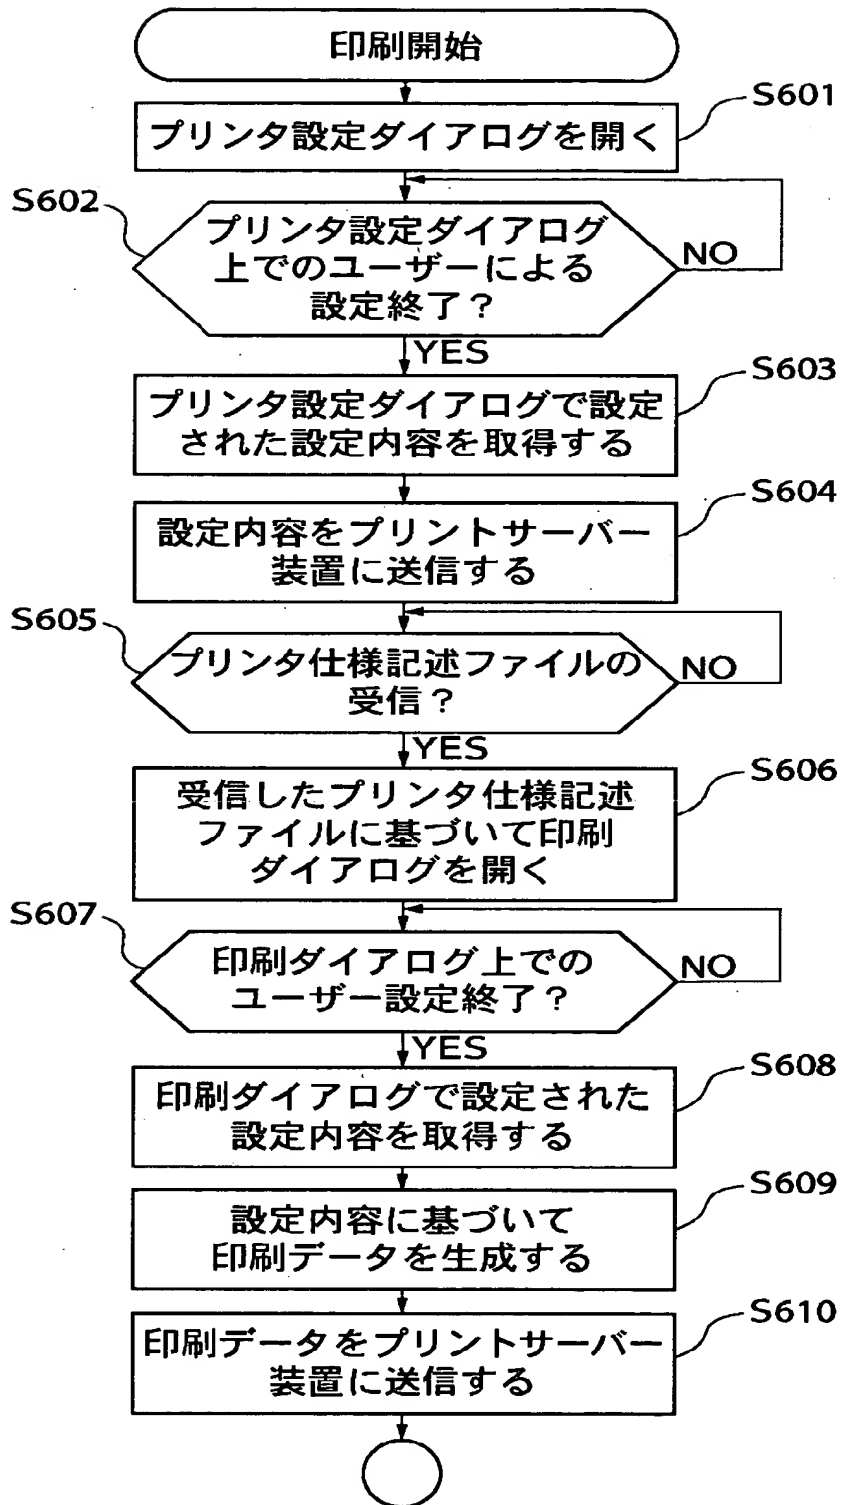 印刷開始
S601
プリンタ設定ダイアログを開く
S602
プリンタ設定ダイアログ
上でのユーザーによる
設定終了?
NO
YES
S603
プリンタ設定ダイアログで設定
された設定内容を取得する
S604
設定内容をプリントサーバー
装置に送信する
S605
プリンタ仕様記述ファイルの
受信?
NO
YES
S606
受信したプリンタ仕様記述
ファイルに基づいて印刷
ダイアログを開く
S607
印刷ダイアログ上での
ユーザー設定終了?
NO
YES
S608
印刷ダイアログで設定された
設定内容を取得する
S609
設定内容に基づいて
印刷データを生成する
S610
印刷データをプリントサーバー
装置に送信する